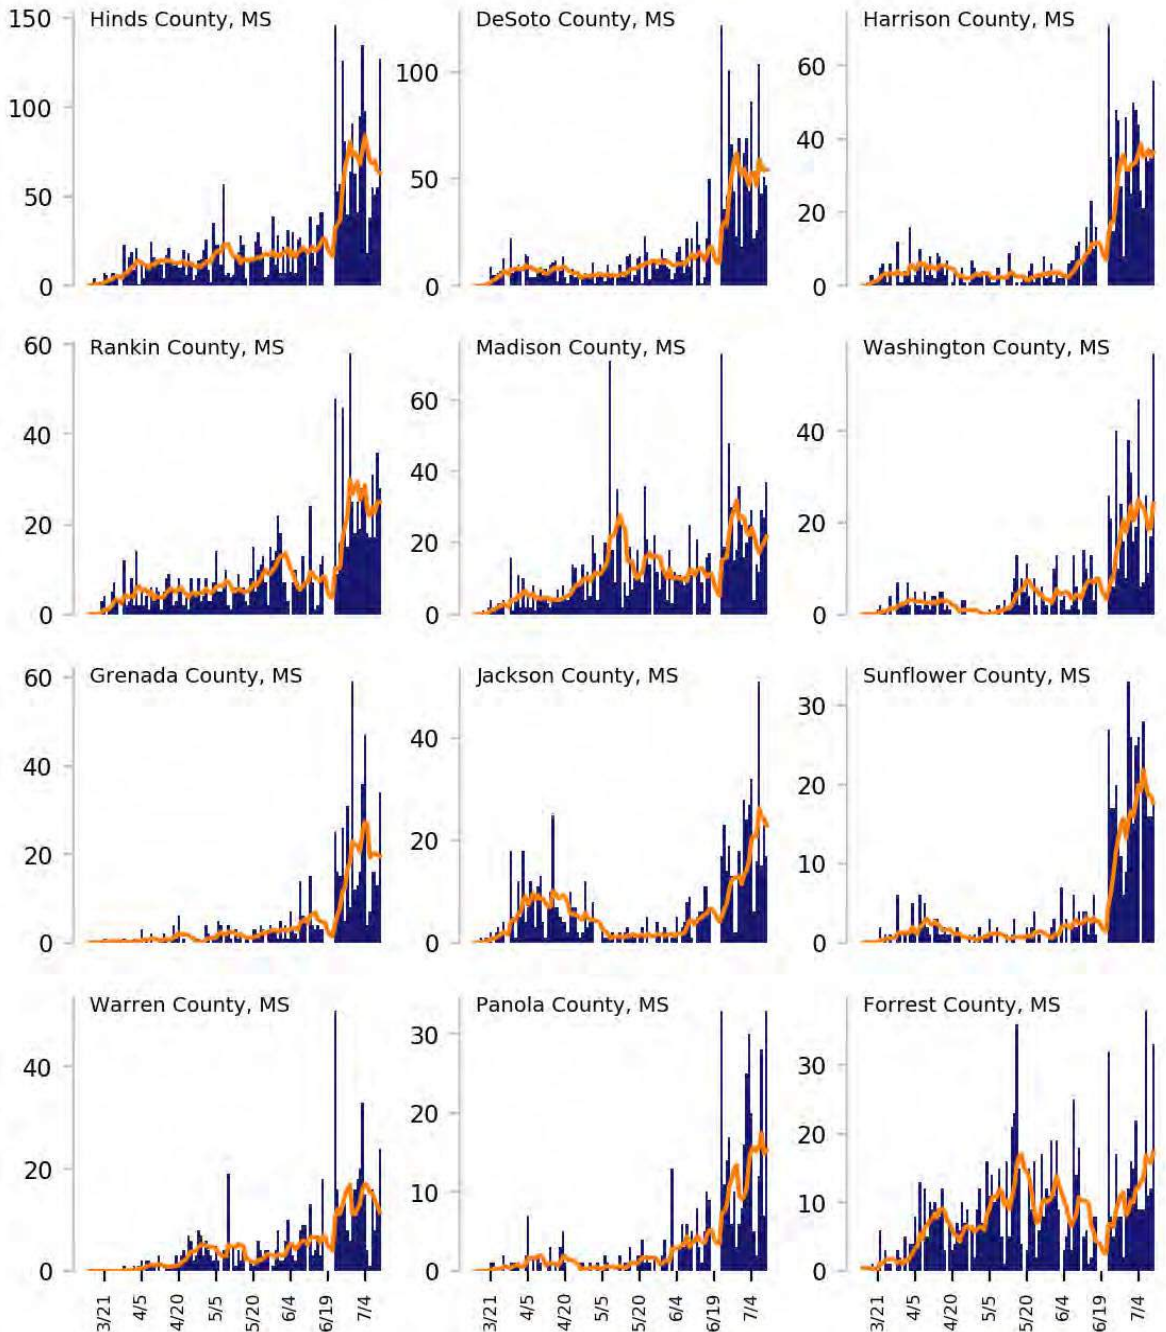 Hinds County, MS
150
100
50
0
DeSoto County, MS
100
50
0
Harrison County, MS
60
40
20
0
Rankin County, MS
60
40
20
0
Madison County, MS
60
40
20
0
Washington County, MS
40
20
0
Grenada County, MS
60
40
20
0
Jackson County, MS
40
20
0
Sunflower County, MS
30
20
10
0
Warren County, MS
40
20
0
Panola County, MS
30
20
10
0
Forrest County, MS
30
20
10
0
3/21 4/5 4/20 5/5 5/20 6/4 6/19 7/4
3/21 4/5 4/20 5/5 5/20 6/4 6/19 7/4
3/21 4/5 4/20 5/5 5/20 6/4 6/19 7/4